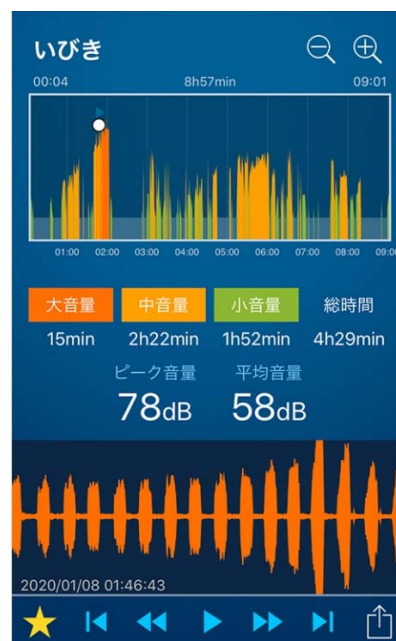 いびき
00:04 8h57min 09:01
01:00 02:00 03:00 04:00 05:00 06:00 07:00 08:00 09:0
大音量 中音量 小音量 総時間
15min 2h22min 1h52min 4h29min
ピーク音量 平均音量
78dB 58dB
2020/01/08 01:46:43